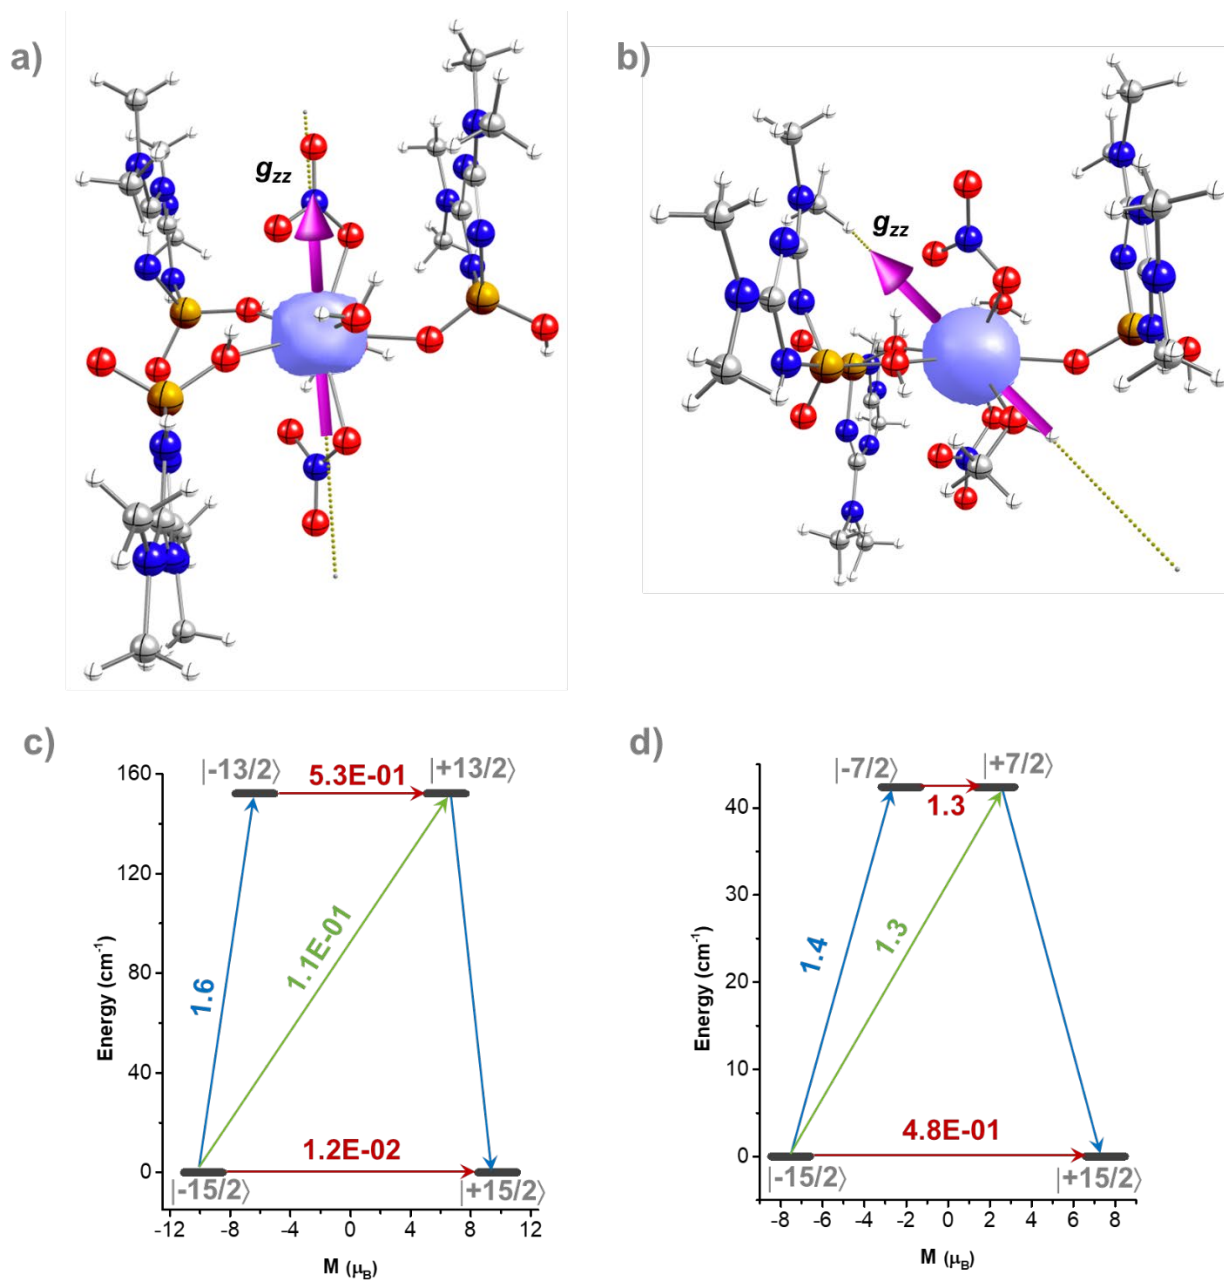 a)
b)
g_zz
g_zz
c)
d)
|-13/2⟩
5.3E-01
|+13/2⟩
|-7/2⟩
|+7/2⟩
1.3
160
120
80
40
0
Energy (cm⁻¹)
1.6
1.1E-01
1.2E-02
|-15/2⟩
|+15/2⟩
-12 -8 -4 0 4 8 12
M (μ_B)
40
30
20
10
0
Energy (cm⁻¹)
1.4
1.3
4.8E-01
|-15/2⟩
|+15/2⟩
-8 -6 -4 -2 0 2 4 6 8
M (μ_B)